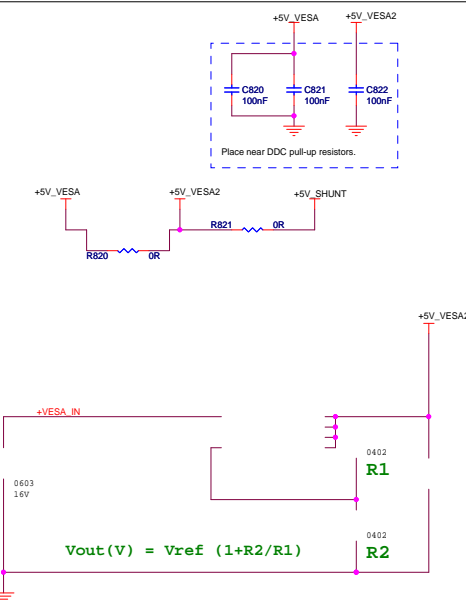 +5V_VESA +5V_VESA2
C820 C821 C822
100nF 100nF 100nF
Place near DDC pull-up resistors.
+5V_VESA +5V_VESA2 +5V_SHUNT
R821 0R
R820 0R
+5V_VESA2
+VESA_IN
0402
R1
0603
16V
0402
Vout(V) = Vref (1+R2/R1) R2